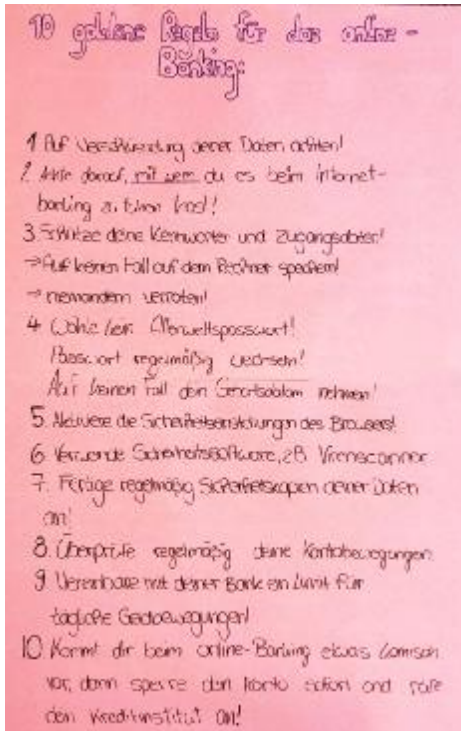 10 goldene Regeln für das online-
Banking:
1. Auf Verschlüsselung deiner Daten achten!
2. Achte darauf, mit wem du es beim internet-
banking zu tun hast!
3. Schütze deine Kennwörter und Zugangsdaten!
→ Auf keinen Fall auf dem Rechner speichern!
→ niemandem verraten!
4. Wähle kein Allerweltspasswort!
Passwort regelmäßig wechseln!
Auf keinen Fall dein Geburtsdatum nehmen!
5. Aktiviere die Sicherheitseinstellungen des Browsers!
6. Verwende Sicherheitssoftware, zB Virenscanner
7. Fertige regelmäßig Sicherheitskopien deiner Daten
an!
8. Überprüfe regelmäßig deine Kontobewegungen
9. Vereinbare mit deiner Bank ein Limit für
tägliche Geldbewegungen!
10. Kommt dir beim online-Banking etwas komisch
vor, dann sperre dein Konto sofort und rufe
dein Kreditinstitut an!